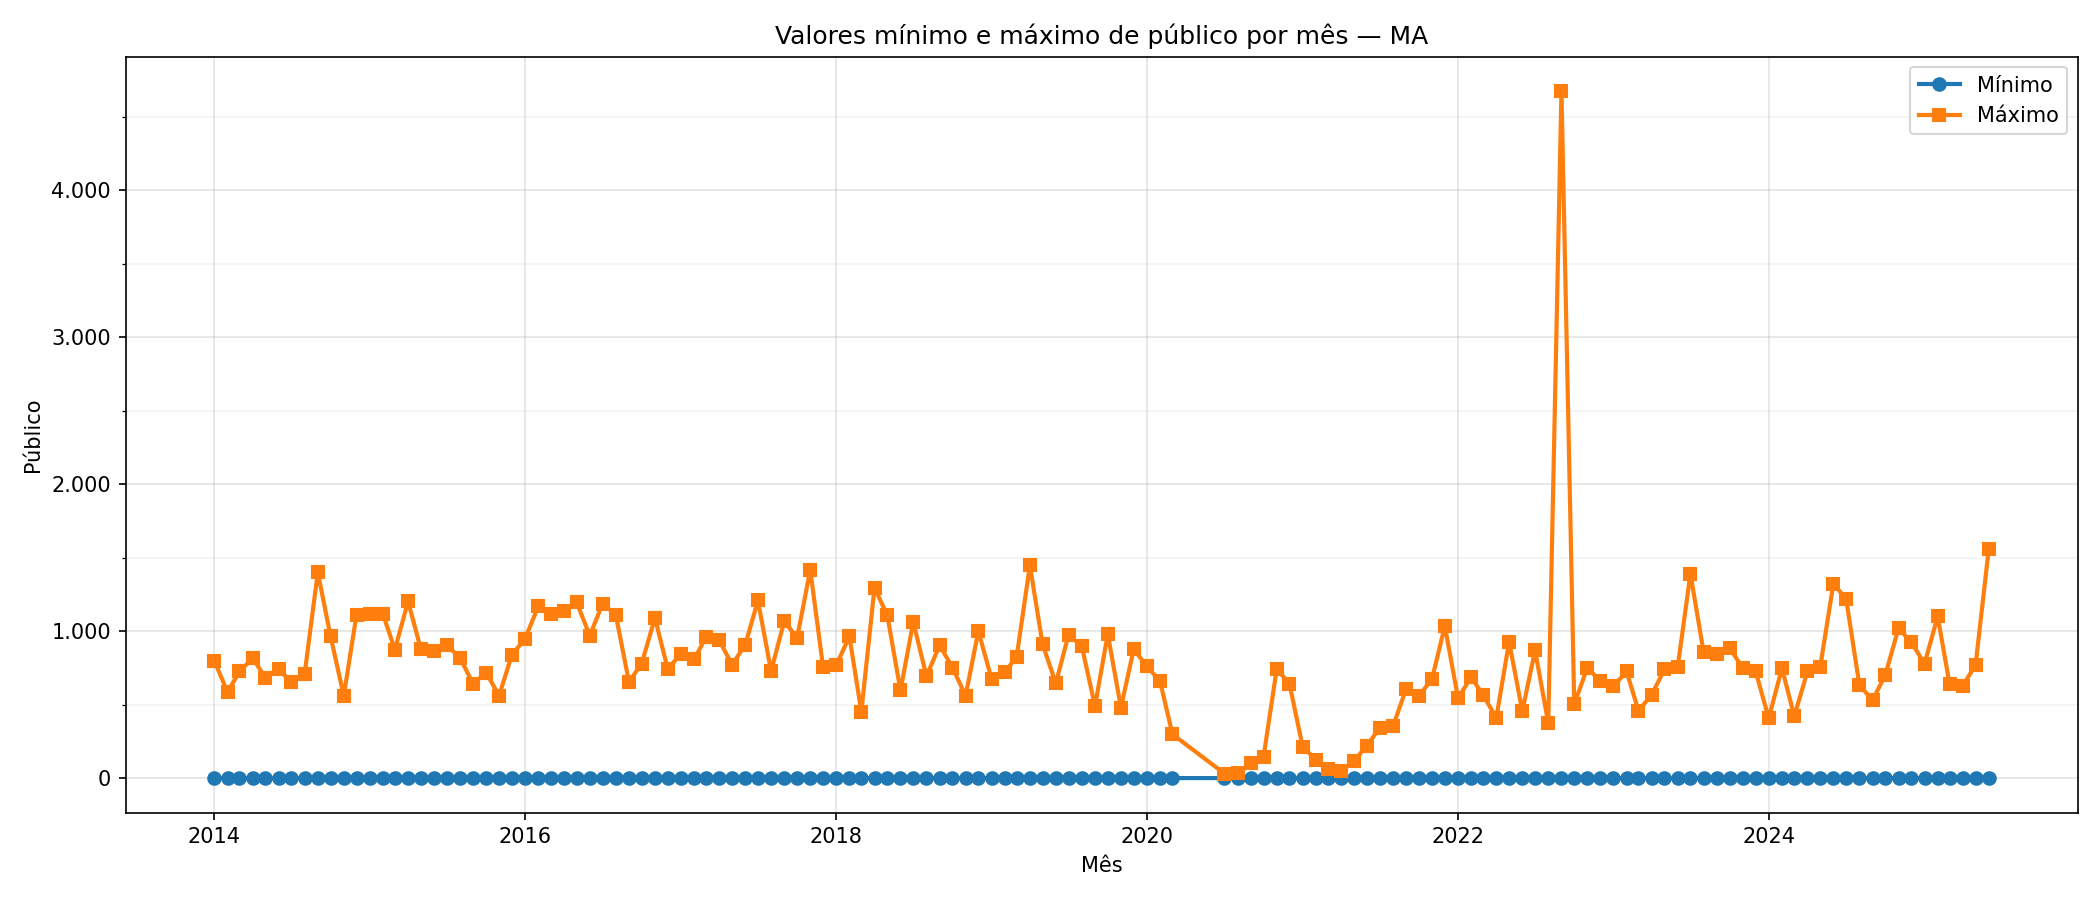 Valores mínimo e máximo de público por mês — MA
Mínimo
Máximo
Público
4.000
3.000
2.000
1.000
0
2014 2016 2018 2020 2022 2024
Mês